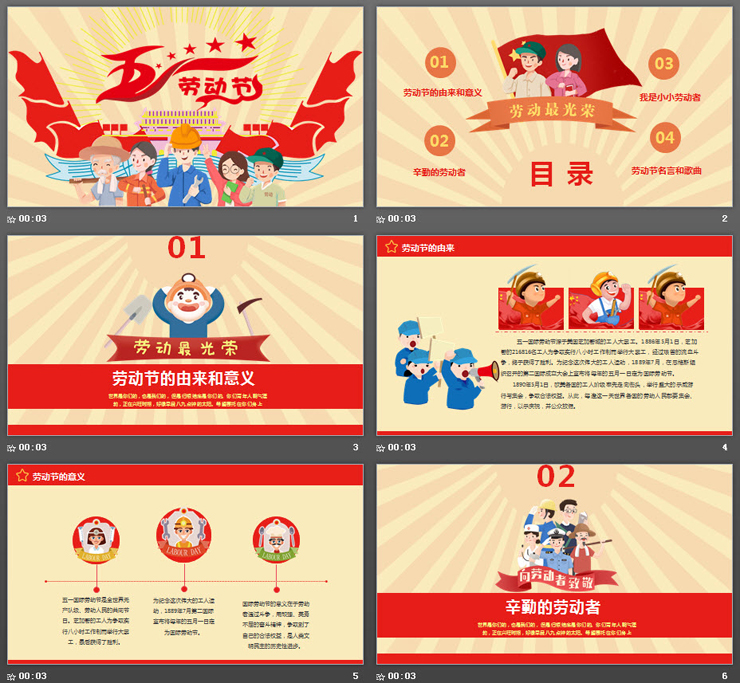 五一
劳动节
00:03
1
01
劳动节的由来和意义
02
辛勤的劳动者
劳动最光荣
目录
03
我是小小劳动者
04
劳动节名言和歌曲
00:03
2
01
劳动最光荣
劳动节的由来和意义
世界是你们的，也是我们的，但是归根结底是你们的，你们青年人朝气蓬
勃，正在兴旺时期，好像早晨八九点钟的太阳，希望寄托在你们身上
00:03
3
劳动节的由来
五一国际劳动节源于美国芝加哥城的工人大罢工。1886年3月1日，芝加
哥的216816名工人为争取实行八小时工作制而举行大罢工，经过艰苦的流血斗
争，终于获得了胜利。为纪念这次伟大的工人运动，1889年7月，在恩格斯组
织召开的第二国际成立大会上宣布将每年的五月一日定为国际劳动节。
1890年3月1日，欧美各国的工人阶级率先走向街头，举行盛大的示威游
行与集会，争取合法权益。从此，每逢这一天世界各国的劳动人民都要集会、
游行，以示庆祝，并公众放假。
00:03
4
劳动节的意义
LABOUR DAY
LABOUR DAY
LABOUR DAY
五一国际劳动节是全世界无
产阶级、劳动人民的共同节
日。芝加哥的工人为争取实
行八小时工作制而举行大罢
工，最后获得了胜利。
为纪念这次伟大的工人运
动，1889年7月第二国际
宣布将每年的五月一日定
为国际劳动节。
国际劳动节的意义在于劳动
者通过斗争，用顽强、英勇
不屈的奋斗精神，争取到了
自己的合法权益，是人类文
明民主的历史性进步。
00:03
5
02
向劳动者致敬
辛勤的劳动者
世界是你们的，也是我们的，但是归根结底是你们的，你们青年人朝气蓬
勃，正在兴旺时期，好像早晨八九点钟的太阳，希望寄托在你们身上
00:03
6